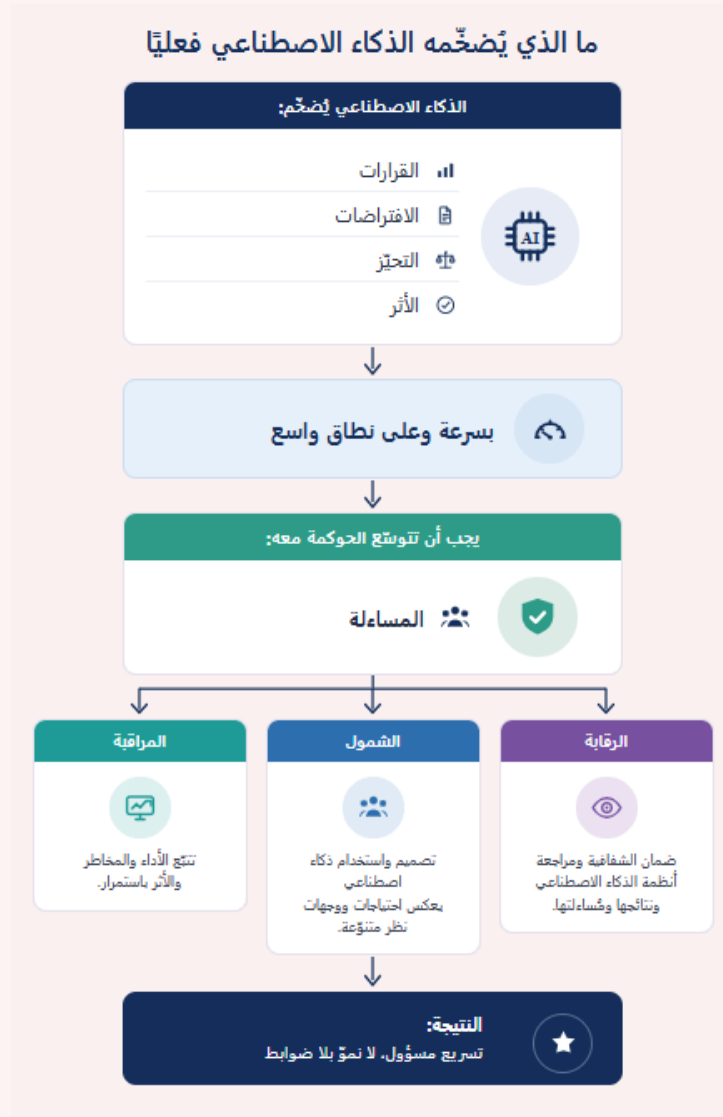 ما الذي يُضخّمه الذكاء الاصطناعي فعليًا
الذكاء الاصطناعي يُضخّم:
AI
القرارات
الافتراضات
التحيّز
الأثر
بسرعة وعلى نطاق واسع
يجب أن تتوسّع الحوكمة معه:
المساءلة
الرقابة
ضمان الشفافية ومراجعة
أنظمة الذكاء الاصطناعي
ونتائجها ومُساءلتها.
الشمول
تصميم واستخدام ذكاء
اصطناعي
يعكس احتياجات ووجهات
نظر متنوّعة.
المراقبة
تتبّع الأداء والمخاطر
والأثر باستمرار.
النتيجة:
تسريع مسؤول، لا نموّ بلا ضوابط